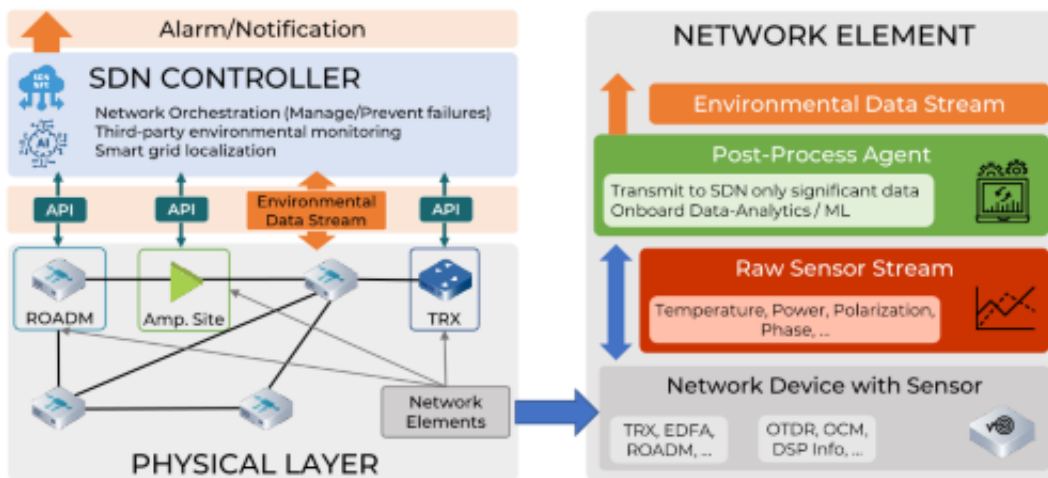 Alarm/Notification
SDN CONTROLLER
Network Orchestration (Manage/Prevent failures)
Third-party environmental monitoring
Smart grid localization
SDN
NFV
AI
API
API
Environmental
Data Stream
API
ROADM
Amp. Site
TRX
Network
Elements
PHYSICAL LAYER
NETWORK ELEMENT
Environmental Data Stream
Post-Process Agent
Transmit to SDN only significant data
Onboard Data-Analytics / ML
Raw Sensor Stream
Temperature, Power, Polarization,
Phase, ...
Network Device with Sensor
TRX, EDFA,
ROADM, ...
OTDR, OCM,
DSP Info, ...